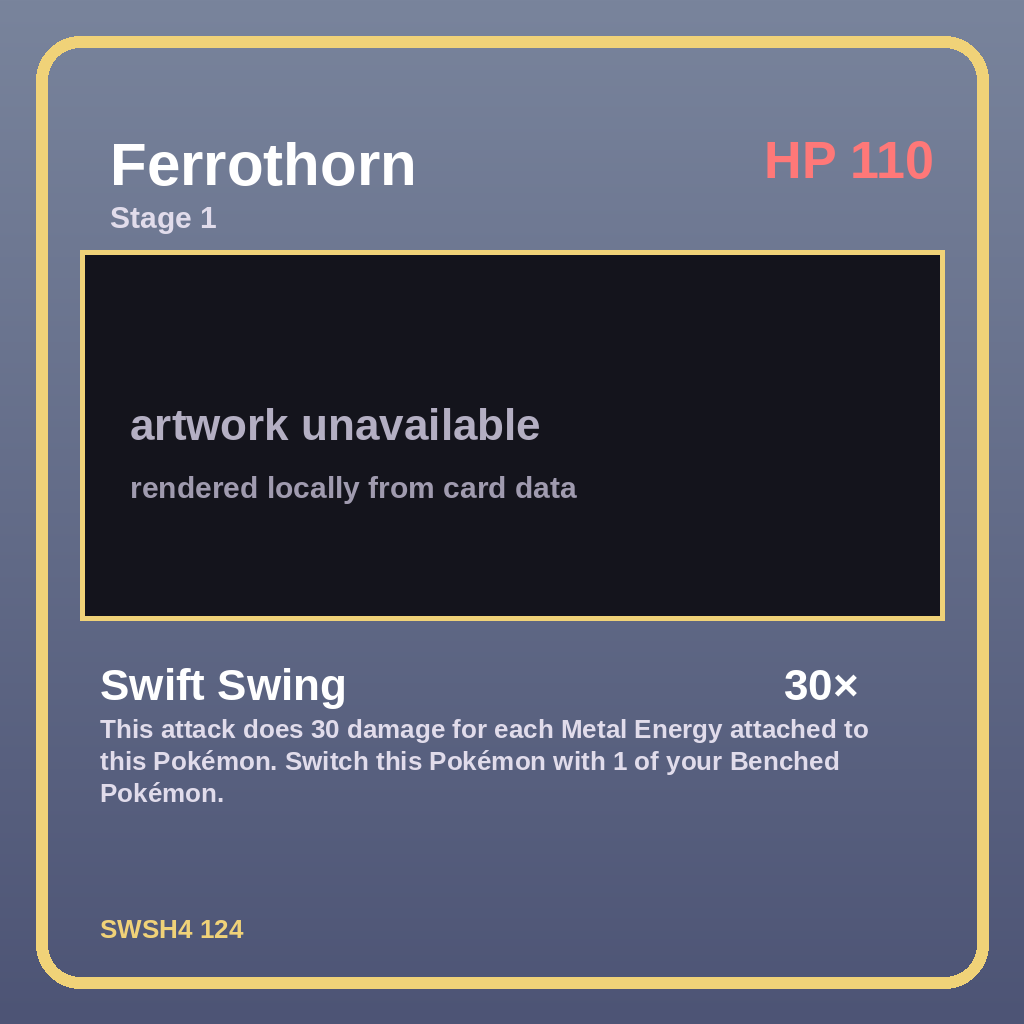 Ferrothorn
HP 110
Stage 1
artwork unavailable
rendered locally from card data
Swift Swing
30×
This attack does 30 damage for each Metal Energy attached to
this Pokémon. Switch this Pokémon with 1 of your Benched
Pokémon.
SWSH4 124